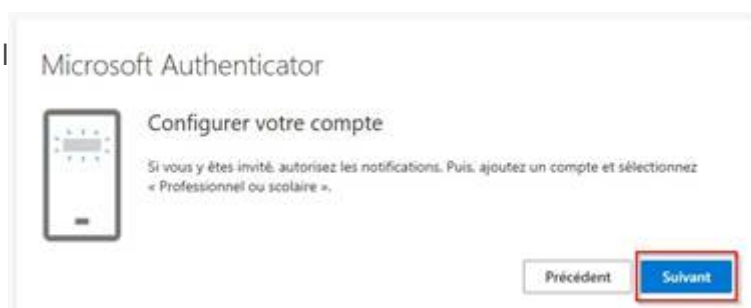 Microsoft Authenticator
Configurer votre compte
Si vous y êtes invité, autorisez les notifications. Puis, ajoutez un compte et sélectionnez
« Professionnel ou scolaire ».
Précédent
Suivant